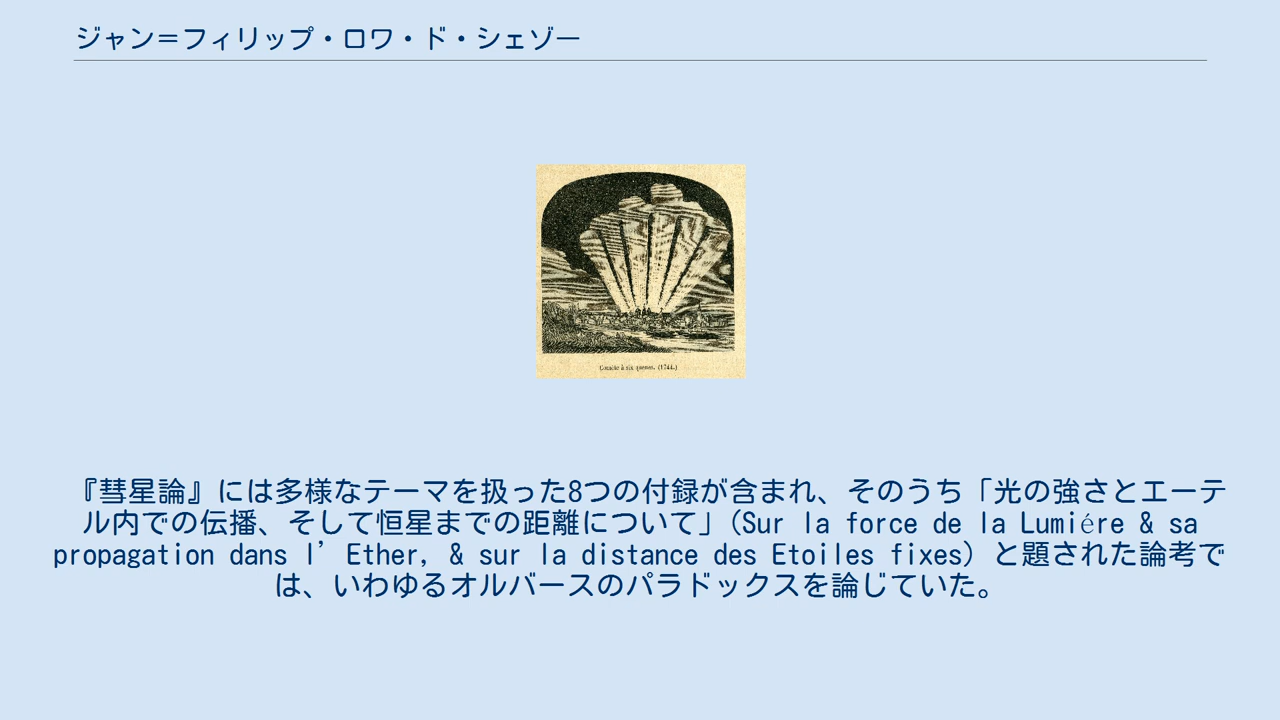 ジャン＝フィリップ・ロワ・ド・シェゾー
Comète à six queues. (1744.)
『彗星論』には多様なテーマを扱った8つの付録が含まれ、そのうち「光の強さとエーテ
ル内での伝播、そして恒星までの距離について」（Sur la force de la Lumiére & sa
propagation dans l’Ether, & sur la distance des Etoiles fixes）と題された論考で
は、いわゆるオルバースのパラドックスを論じていた。